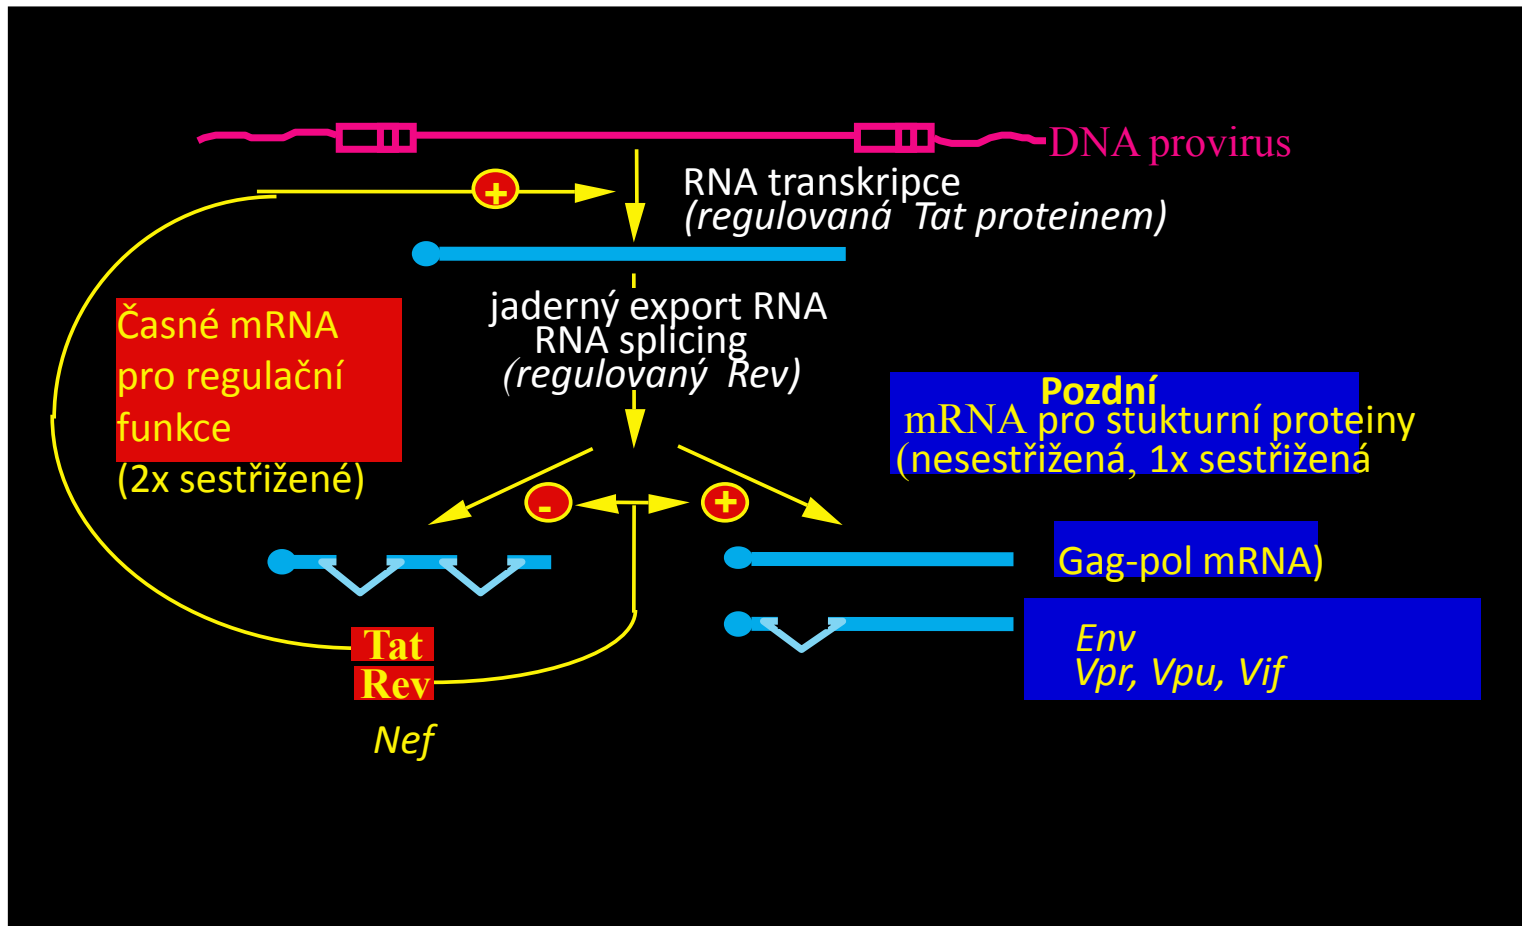 DNA provirus
+
RNA transkripce
(regulovaná Tat proteinem)
jaderný export RNA
RNA splicing
(regulovaný Rev)
Časné mRNA
pro regulační
funkce
(2x sestřižené)
Pozdní
mRNA pro stukturní proteiny
(nesestřižená, 1x sestřižená
-
+
Gag-pol mRNA)
Tat
Rev
Nef
Env
Vpr, Vpu, Vif